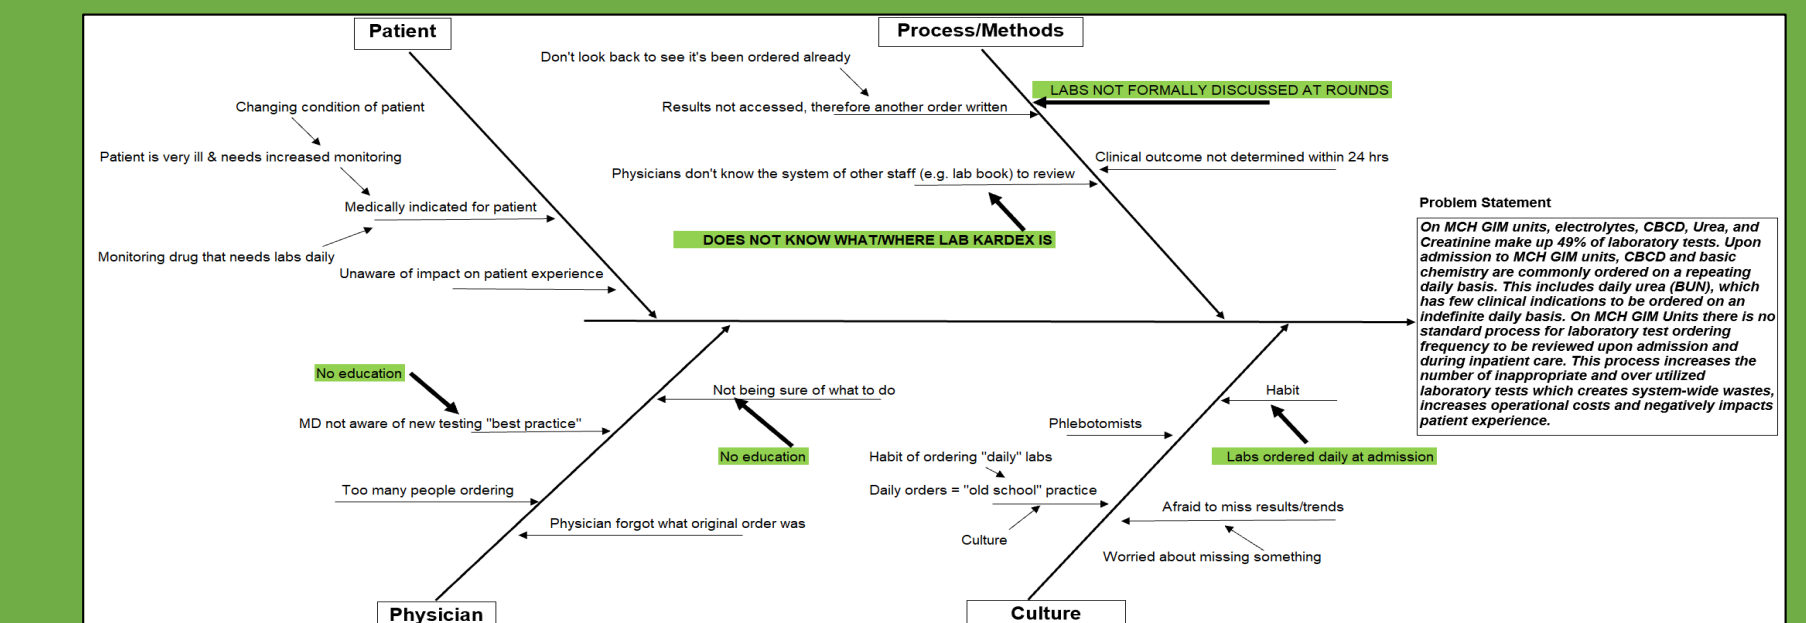 Patient
Process/Methods
Don't look back to see it's been ordered already
LABS NOT FORMALLY DISCUSSED AT ROUNDS
Changing condition of patient
Results not accessed, therefore another order written
Patient is very ill & needs increased monitoring
Clinical outcome not determined within 24 hrs
Physicians don't know the system of other staff (e.g. lab book) to review
Medically indicated for patient
DOES NOT KNOW WHAT/WHERE LAB KARDEX IS
Monitoring drug that needs labs daily
Unaware of impact on patient experience
Problem Statement
On MCH GIM units, electrolytes, CBCD, Urea, and
Creatinine make up 49% of laboratory tests. Upon
admission to MCH GIM units, CBCD and basic
chemistry are commonly ordered on a repeating
daily basis. This includes daily urea (BUN), which
has few clinical indications to be ordered on an
indefinite daily basis. On MCH GIM Units there is no
standard process for laboratory test ordering
frequency to be reviewed upon admission and
during inpatient care. This process increases the
number of inappropriate and over utilized
laboratory tests which creates system-wide wastes,
increases operational costs and negatively impacts
patient experience.
No education
Not being sure of what to do
MD not aware of new testing "best practice"
No education
Too many people ordering
Physician forgot what original order was
Habit
Phlebotomists
Labs ordered daily at admission
Habit of ordering "daily" labs
Daily orders = "old school" practice
Afraid to miss results/trends
Culture
Worried about missing something
Physician
Culture